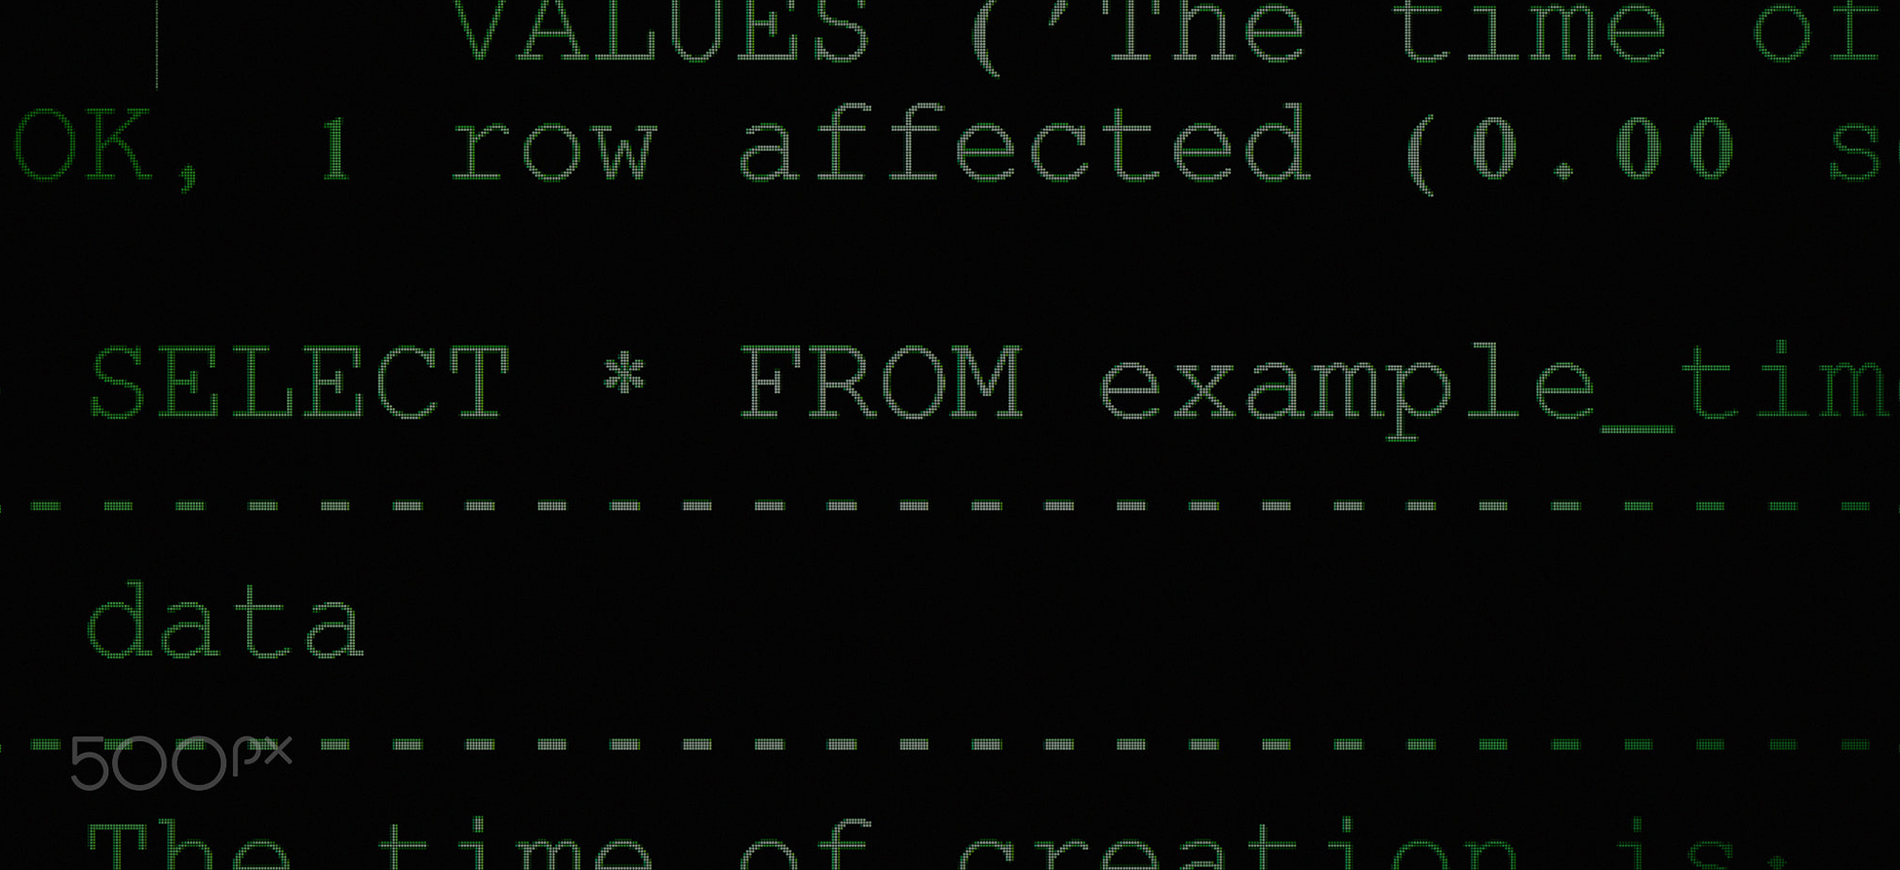 VALUES ('The time of
OK, 1 row affected (0.00 s
SELECT * FROM example_tim
- - - - - - - - - - - - - - - - - - - - - - - - - -
data
- - - - - - - - - - - - - - - - - - - - - - - - - -
500px
The time of creation is: